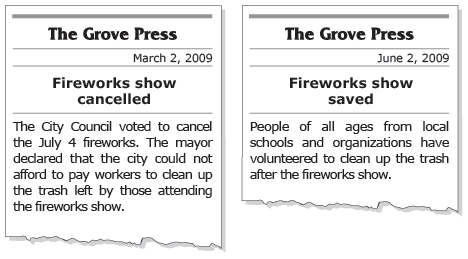 The Grove Press
March 2, 2009
Fireworks show
cancelled
The City Council voted to cancel
the July 4 fireworks. The mayor
declared that the city could not
afford to pay workers to clean up
the trash left by those attending
the fireworks show.
The Grove Press
June 2, 2009
Fireworks show
saved
People of all ages from local
schools and organizations have
volunteered to clean up the trash
after the fireworks show.